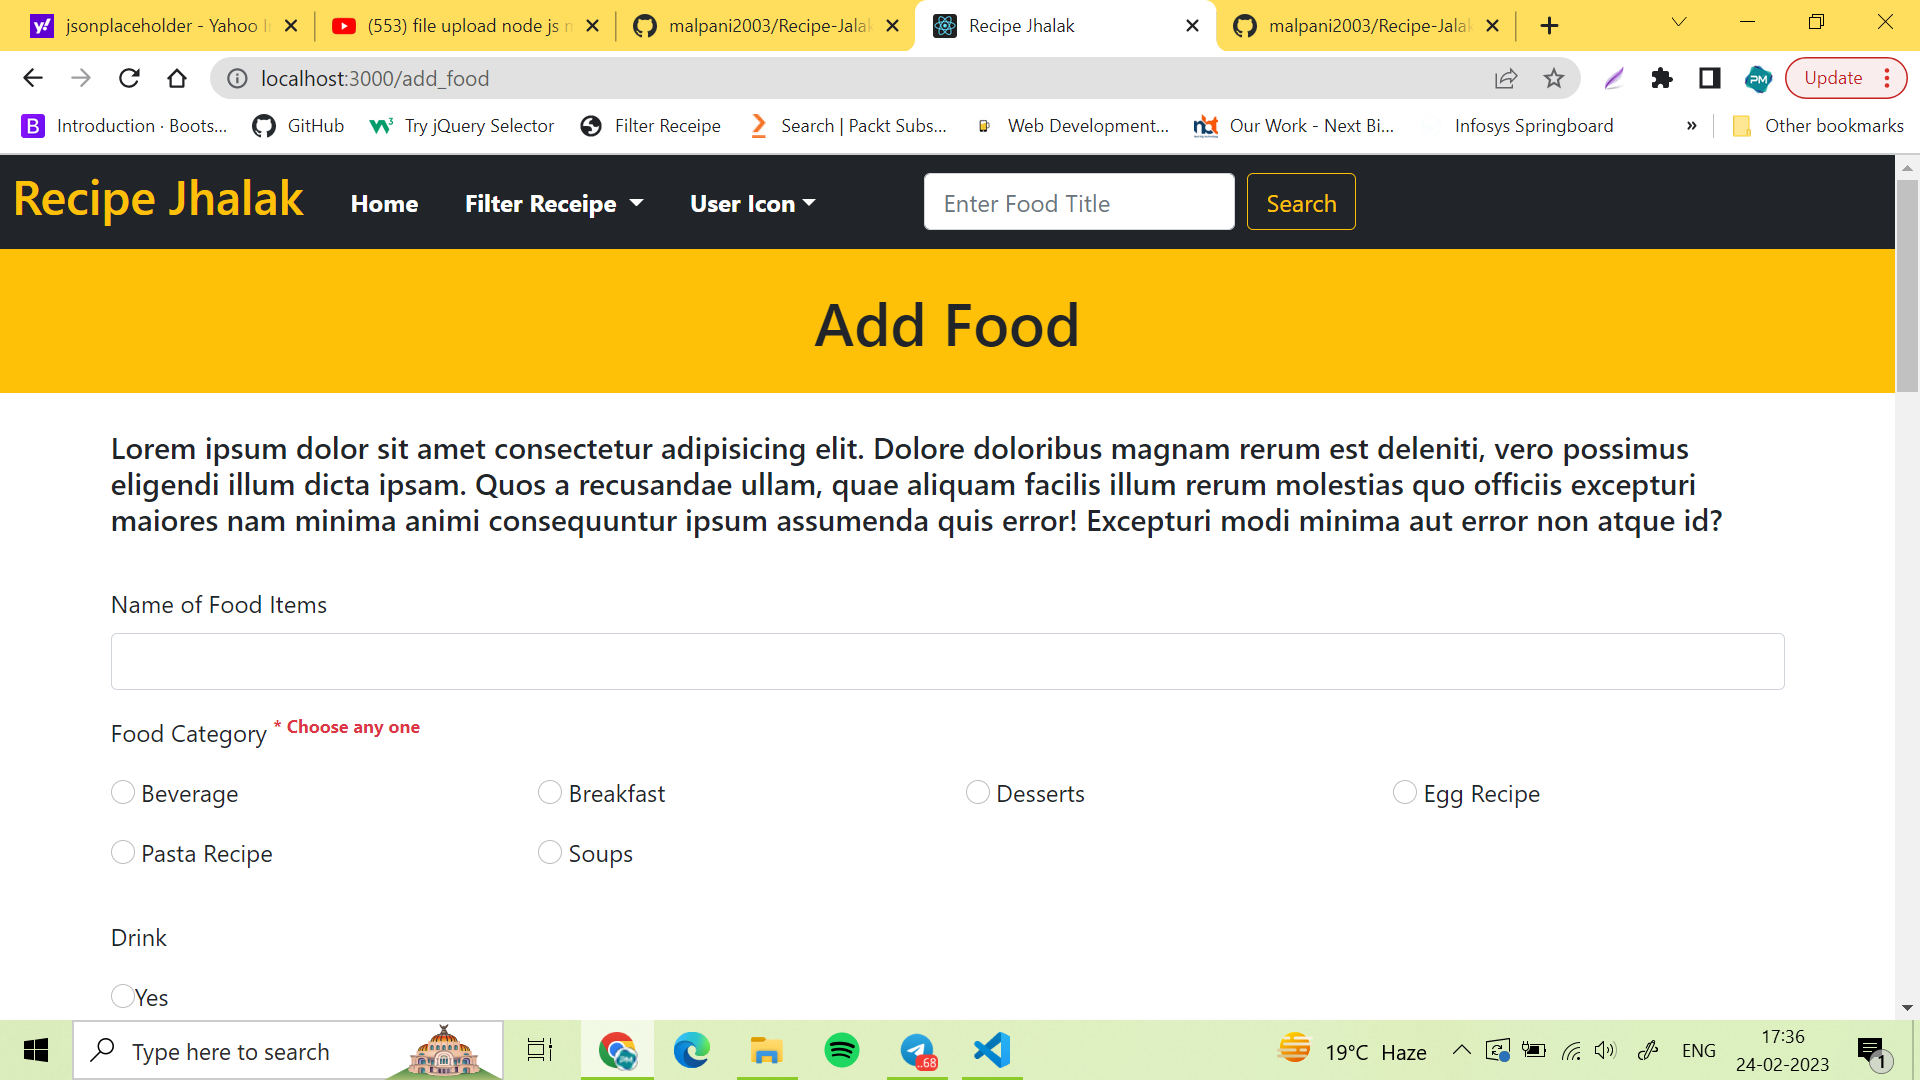 jsonplaceholder - Yahoo I
(553) file upload node js n
malpani2003/Recipe-Jalak
Recipe Jhalak
malpani2003/Recipe-Jalak
localhost:3000/add_food
Update
B Introduction · Boots...
GitHub
Try jQuery Selector
Filter Receipe
Search | Packt Subs...
Web Development...
Our Work - Next Bi...
Infosys Springboard
»
Other bookmarks
Recipe Jhalak
Home
Filter Receipe
User Icon
Enter Food Title
Search
Add Food
Lorem ipsum dolor sit amet consectetur adipisicing elit. Dolore doloribus magnam rerum est deleniti, vero possimus
eligendi illum dicta ipsam. Quos a recusandae ullam, quae aliquam facilis illum rerum molestias quo officiis excepturi
maiores nam minima animi consequuntur ipsum assumenda quis error! Excepturi modi minima aut error non atque id?
Name of Food Items
Food Category * Choose any one
Beverage
Breakfast
Desserts
Egg Recipe
Pasta Recipe
Soups
Drink
Yes
Type here to search
..68
19°C Haze
ENG
17:36
24-02-2023
1